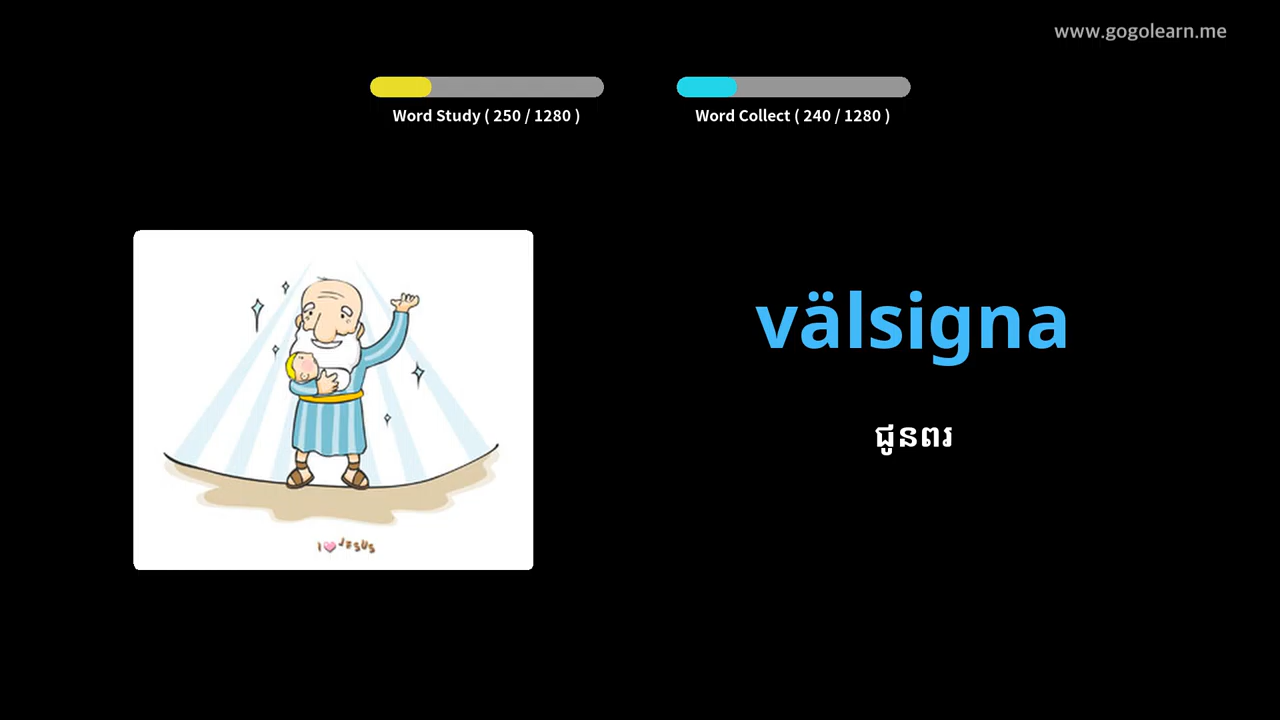 www.gogolearn.me
Word Study ( 250 / 1280 )
Word Collect ( 240 / 1280 )
välsigna
ជូនពរ
I JESUS